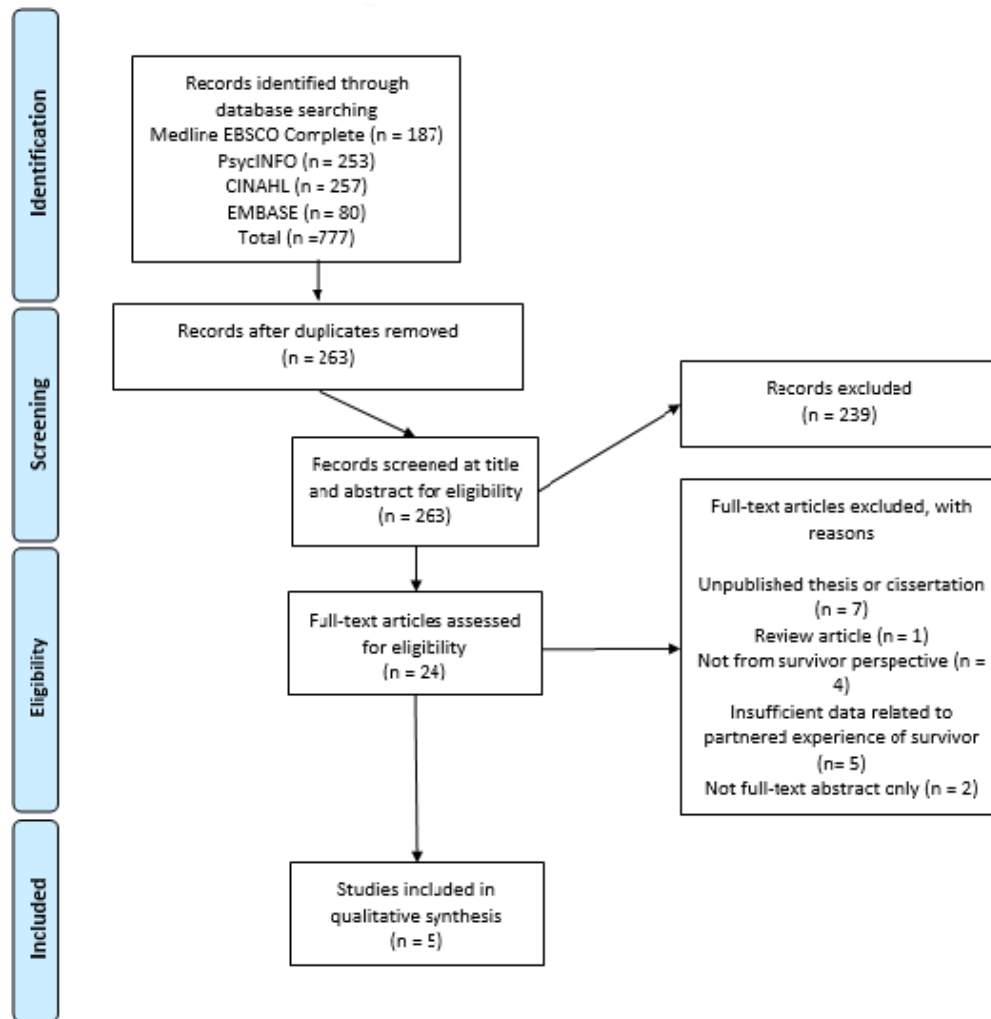 Identification
Records identified through
database searching
Medline EBSCO Complete (n = 187)
PsycINFO (n = 253)
CINAHL (n = 257)
EMBASE (n = 80)
Total (n =777)
Screening
Records after duplicates removed
(n = 263)
Records screened at title
and abstract for eligibility
(n = 263)
Records excluded
(n = 239)
Eligibility
Full-text articles assessed
for eligibility
(n = 24)
Full-text articles excluded, with
reasons
Unpublished thesis or cissertation
(n = 7)
Review article (n = 1)
Not from survivor perspective (n =
4)
Insufficient data related to
partnered experience of survivor
(n= 5)
Not full-text abstract only (n = 2)
Included
Studies included in
qualitative synthesis
(n = 5)